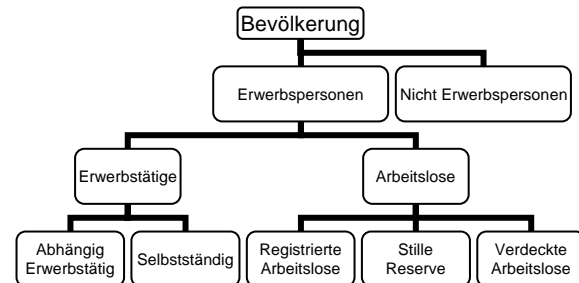 Bevölkerung
Erwerbspersonen
Nicht Erwerbspersonen
Erwerbstätige
Arbeitslose
Abhängig
Erwerbstätig
Selbstständig
Registrierte
Arbeitslose
Stille
Reserve
Verdeckte
Arbeitslose